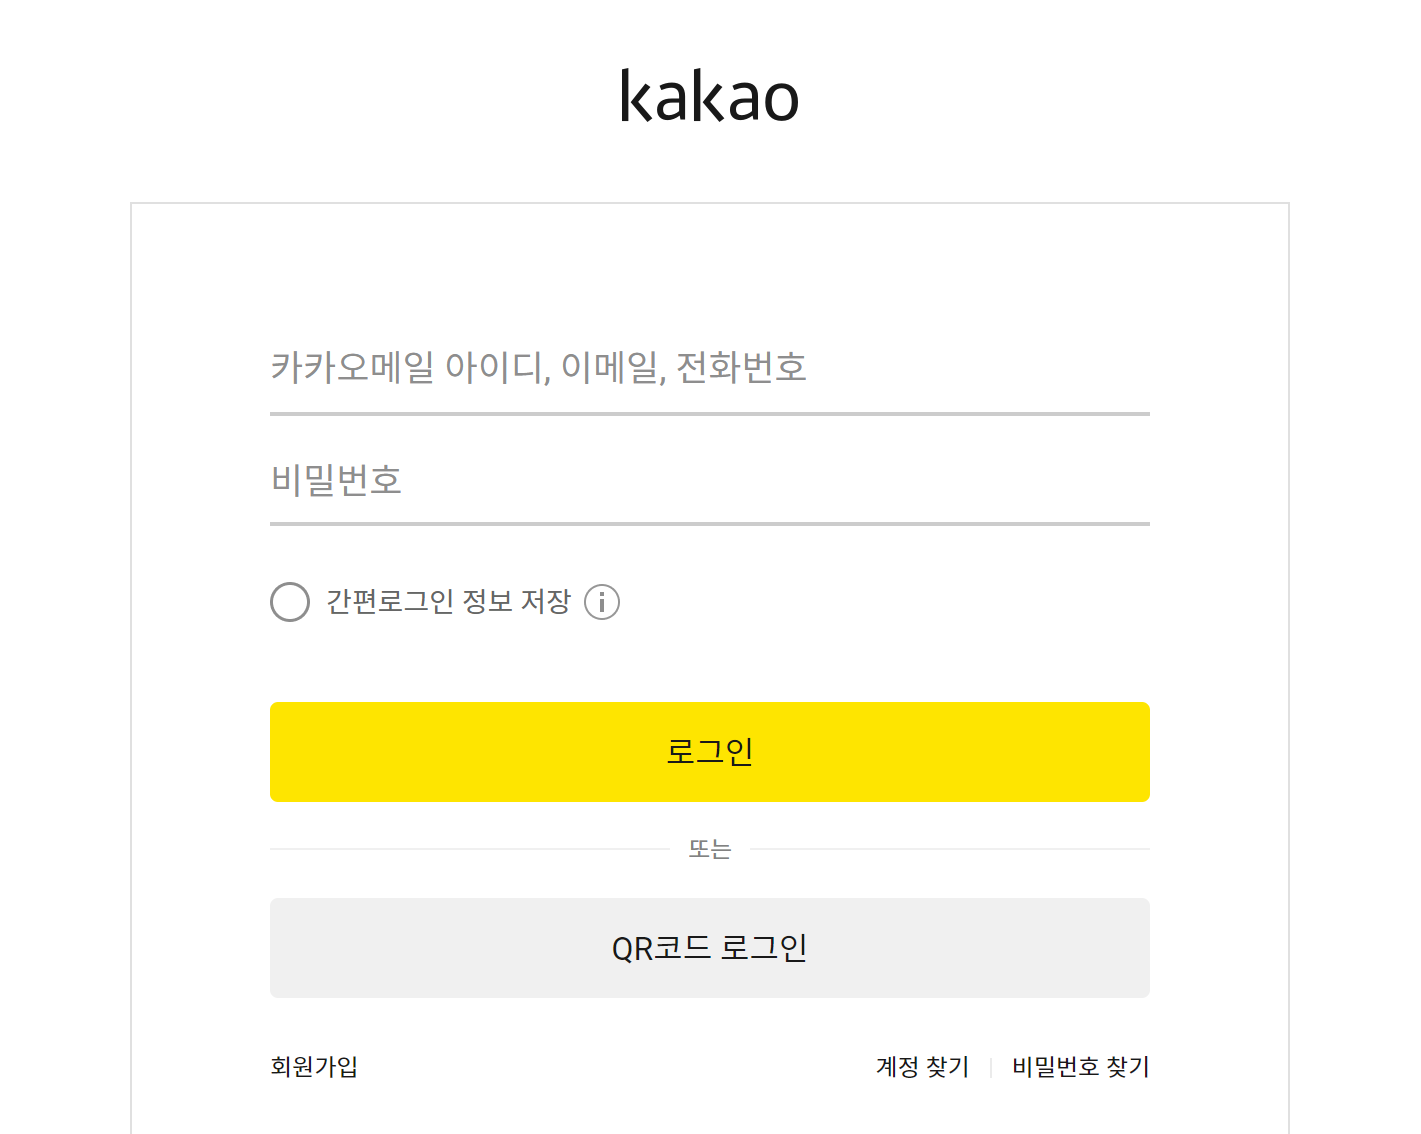 kakao
카카오메일 아이디, 이메일, 전화번호
비밀번호
간편로그인 정보 저장
로그인
또는
QR코드 로그인
회원가입
계정 찾기
비밀번호 찾기